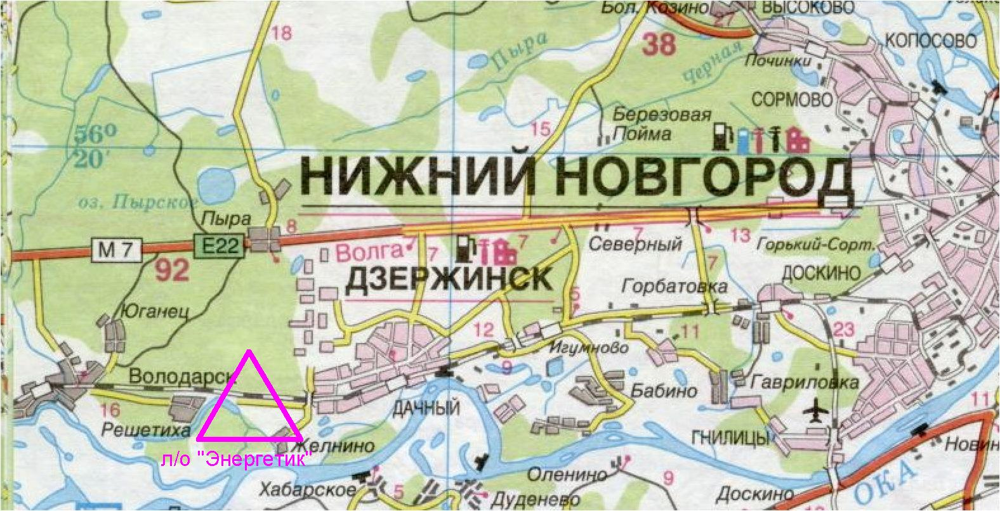 Бол. Козино
27
ВЫСОКОВО
18
38
КОПОСОВО
Пыра
Черная
Починки
СОРМОВО
Березовая
Пойма
15
56°
20'
НИЖНИЙ НОВГОРОД
оз. Пырское
Пыра
8
М 7
E22
92
Волга
7
7
7
Северный
13
Горький-Сорт.
ДЗЕРЖИНСК
7
ДОСКИНО
Горбатовка
5
Юганец
12
11
23
Игумново
9
Володарск
Бабино
Гавриловка
16
Решетиха
ДАЧНЫЙ
11
Желнино
ГНИЛИЦЫ
Новин
л/о "Энергетик"
Оленино
9
ОКА
Хабарское
5
Дуденево
Доскино